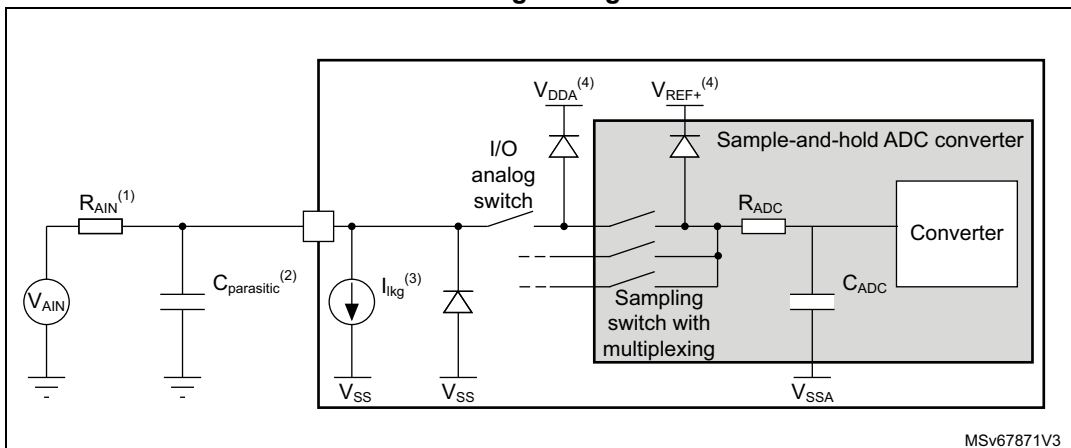 V_DDA^(4)
V_REF+^(4)
Sample-and-hold ADC converter
I/O
analog
switch
R_AIN^(1)
R_ADC
Converter
V_AIN
C_parasitic^(2)
I_lkg^(3)
C_ADC
Sampling
switch with
multiplexing
V_SS
V_SS
V_SSA
MSv67871V3